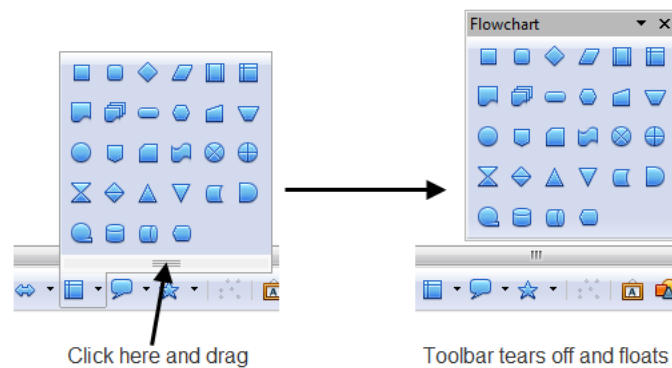 Flowchart
Click here and drag
Toolbar tears off and floats